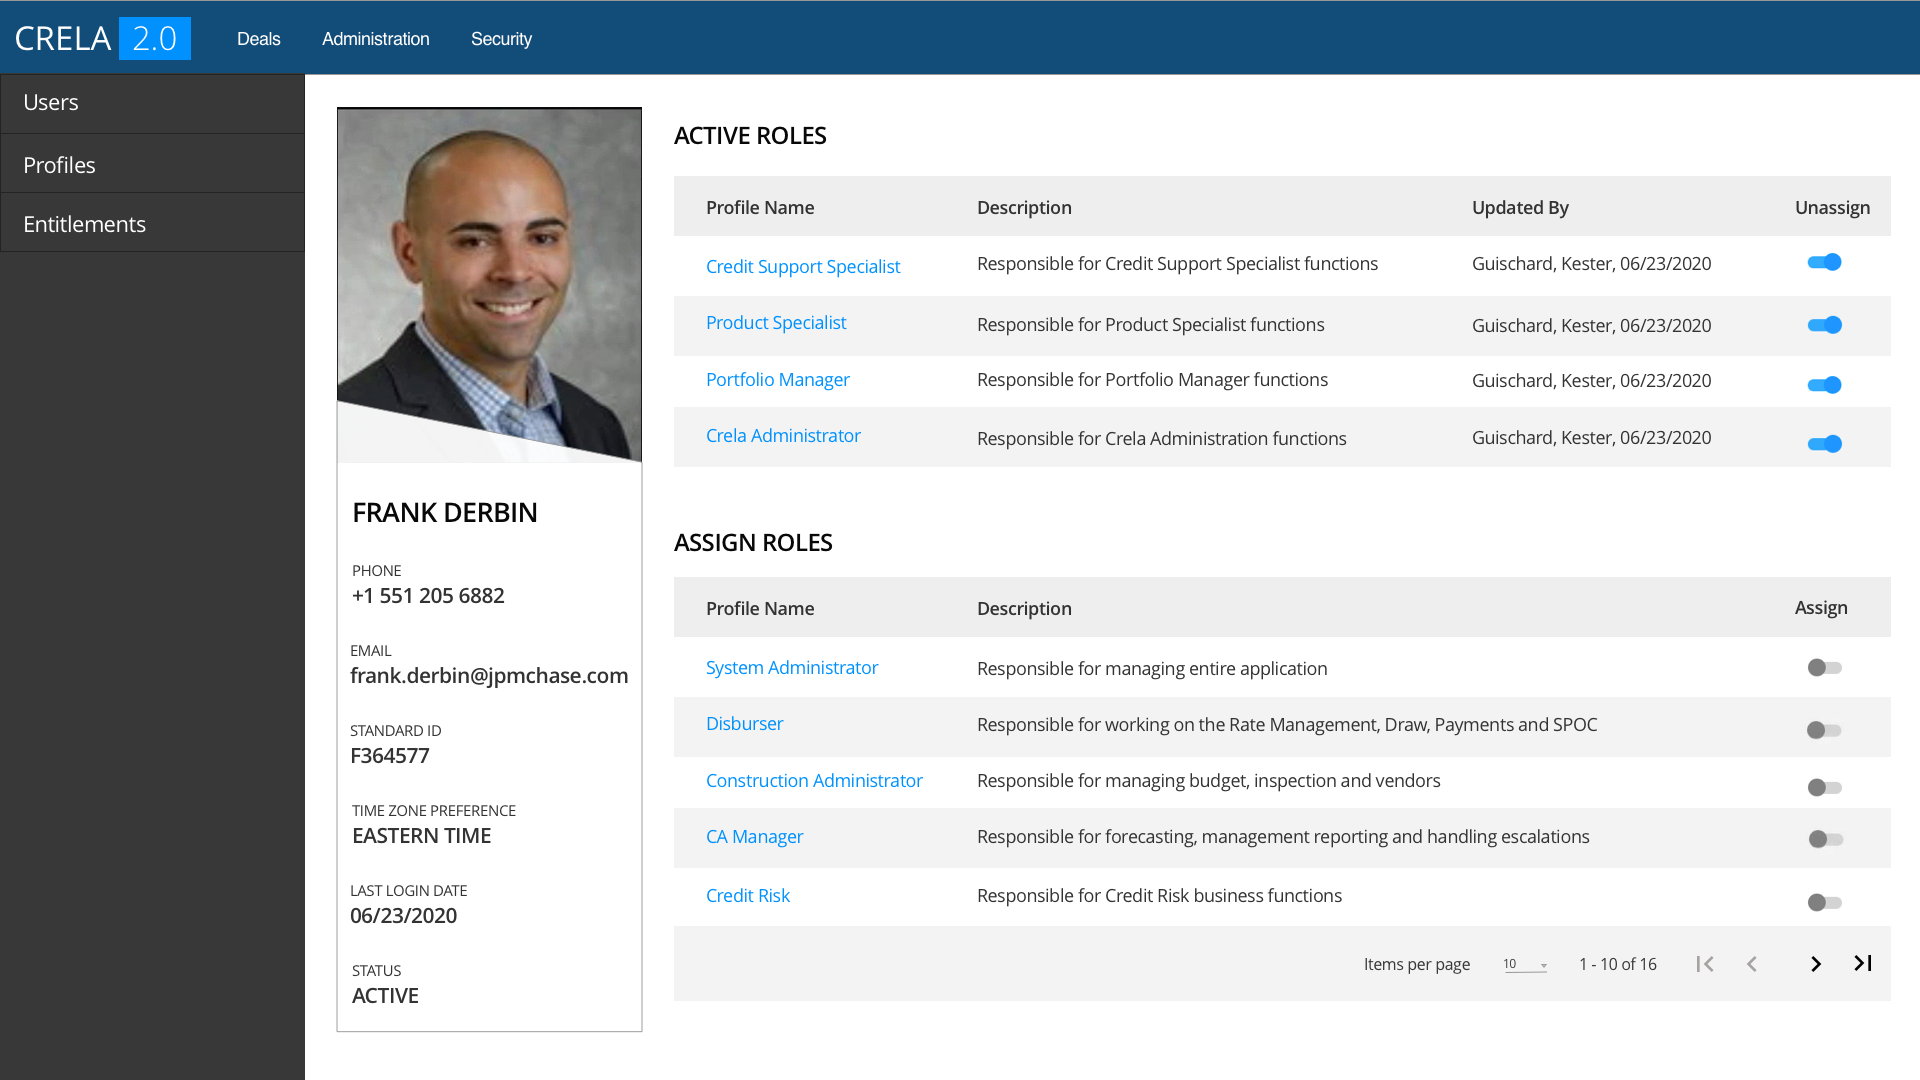 CRELA 2.0 Deals Administration Security
Users
Profiles
Entitlements
FRANK DERBIN
PHONE
+1 551 205 6882
EMAIL
frank.derbin@jpmchase.com
STANDARD ID
F364577
TIME ZONE PREFERENCE
EASTERN TIME
LAST LOGIN DATE
06/23/2020
STATUS
ACTIVE
ACTIVE ROLES
Profile Name Description Updated By Unassign
Credit Support Specialist Responsible for Credit Support Specialist functions Guischard, Kester, 06/23/2020
Product Specialist Responsible for Product Specialist functions Guischard, Kester, 06/23/2020
Portfolio Manager Responsible for Portfolio Manager functions Guischard, Kester, 06/23/2020
Crela Administrator Responsible for Crela Administration functions Guischard, Kester, 06/23/2020
ASSIGN ROLES
Profile Name Description Assign
System Administrator Responsible for managing entire application
Disburser Responsible for working on the Rate Management, Draw, Payments and SPOC
Construction Administrator Responsible for managing budget, inspection and vendors
CA Manager Responsible for forecasting, management reporting and handling escalations
Credit Risk Responsible for Credit Risk business functions
Items per page 10 1 - 10 of 16